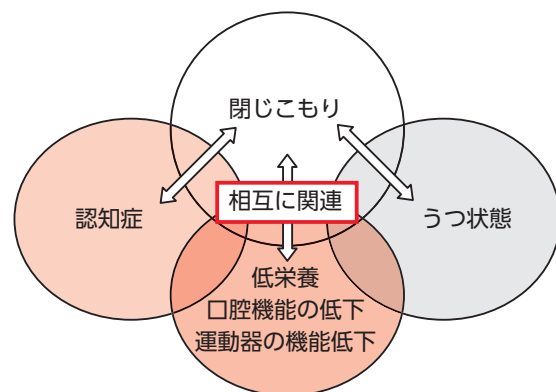 閉じこもり
相互に関連
認知症
うつ状態
低栄養
口腔機能の低下
運動器の機能低下